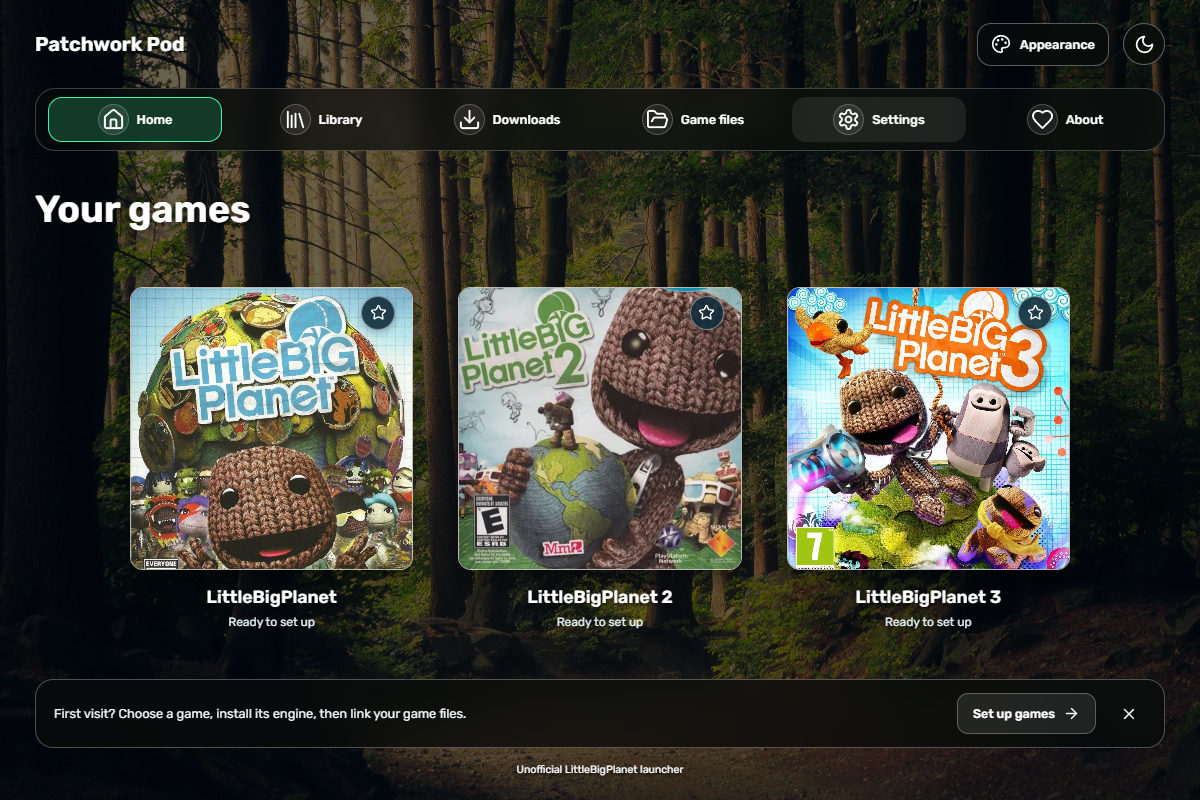 Patchwork Pod
Appearance
Home
Library
Downloads
Game files
Settings
About
Your games
LittleBIG
Planet
EVERYONE
LittleBIG
Planet 2
EVERYONE
E
ESRB
Mm
PlayStation
Network
SONY
LittleBIG
Planet 3
7
LittleBigPlanet
Ready to set up
LittleBigPlanet 2
Ready to set up
LittleBigPlanet 3
Ready to set up
First visit? Choose a game, install its engine, then link your game files.
Set up games
Unofficial LittleBigPlanet launcher